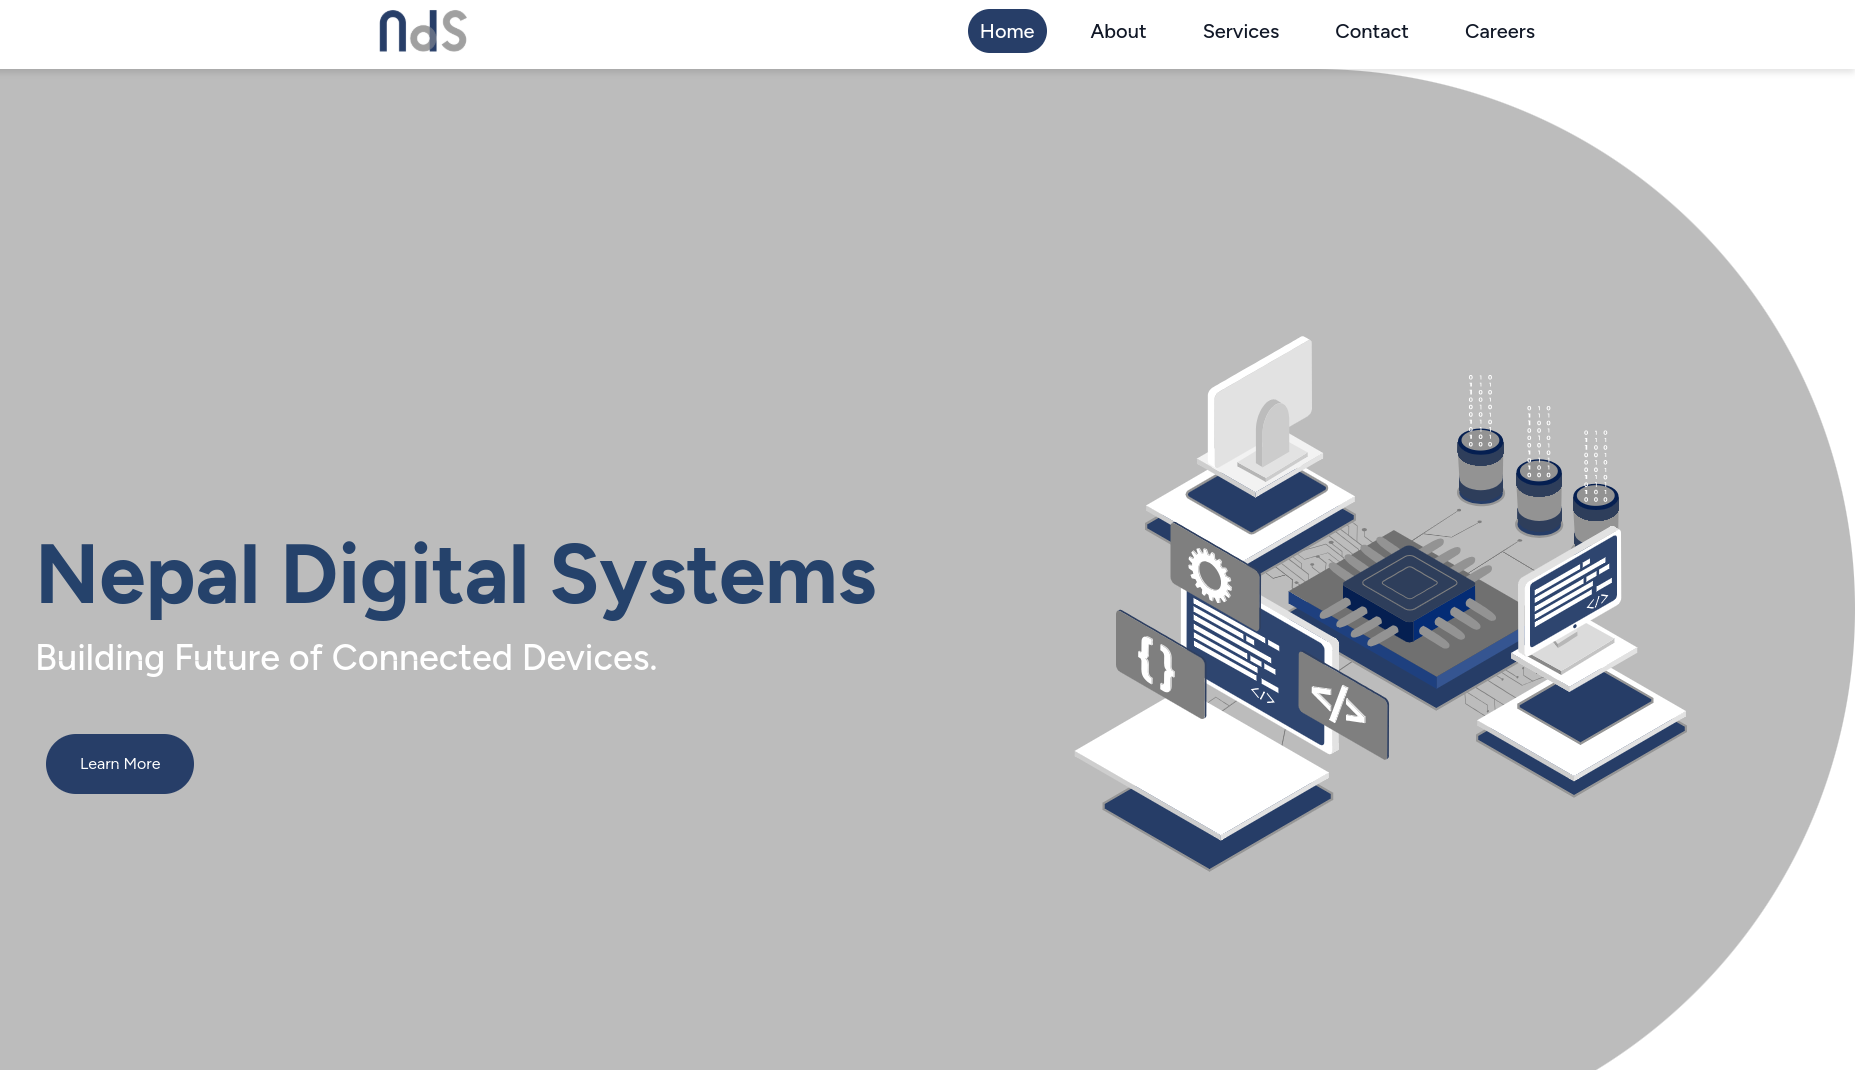 NdS
Home
About
Services
Contact
Careers
Nepal Digital Systems
Building Future of Connected Devices.
Learn More
{ }
</>
</>
</>